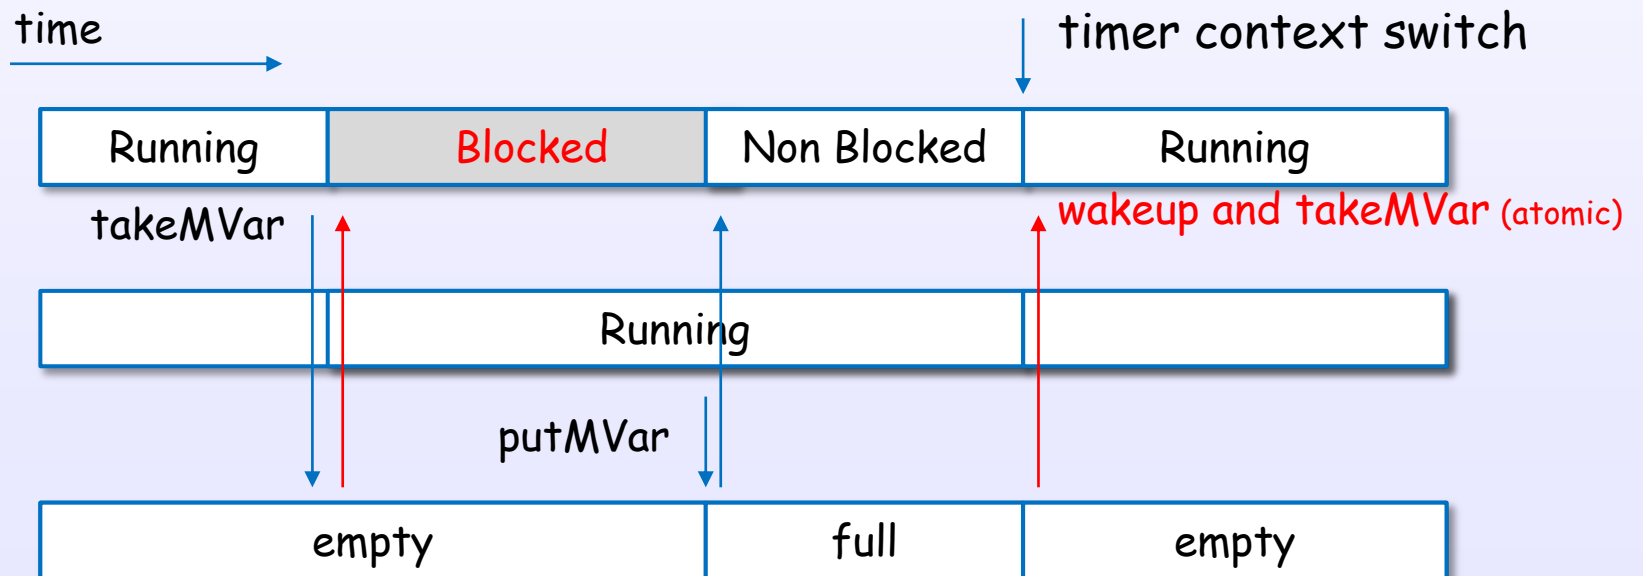 time
timer context switch
Running Blocked Non Blocked Running
takeMVar
wakeup and takeMVar (atomic)
Running
putMVar
empty full empty